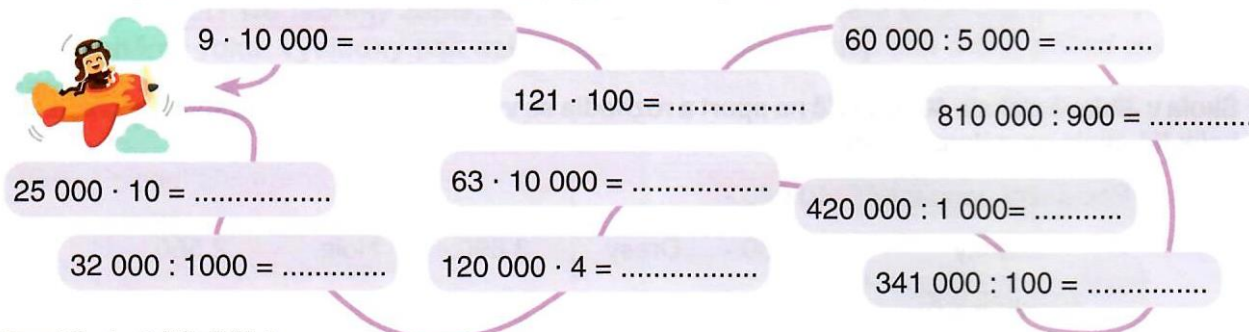 9 · 10 000 = ..................
60 000 : 5 000 = ...........
121 · 100 = .................
810 000 : 900 = .............
25 000 · 10 = .................
63 · 10 000 = .................
420 000 : 1 000= ...........
32 000 : 1000 = .............
120 000 · 4 = .................
341 000 : 100 = ...............